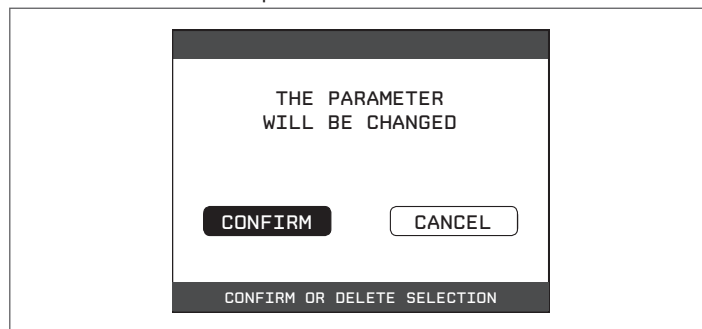 THE PARAMETER
WILL BE CHANGED
CONFIRM
CANCEL
CONFIRM OR DELETE SELECTION